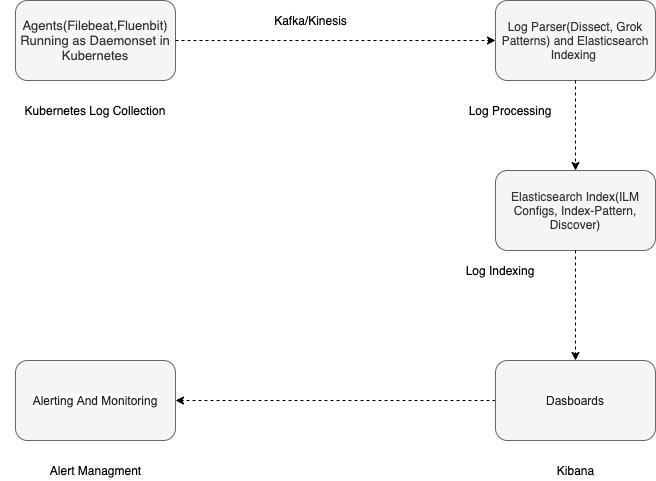 Kafka/Kinesis
Agents(Filebeat,Fluenbit)
Running as Daemonset in
Kubernetes
Log Parser(Dissect, Grok
Patterns) and Elasticsearch
Indexing
Kubernetes Log Collection
Log Processing
Elasticsearch Index(ILM
Configs, Index-Pattern,
Discover)
Log Indexing
Alerting And Monitoring
Dasboards
Alert Managment
Kibana